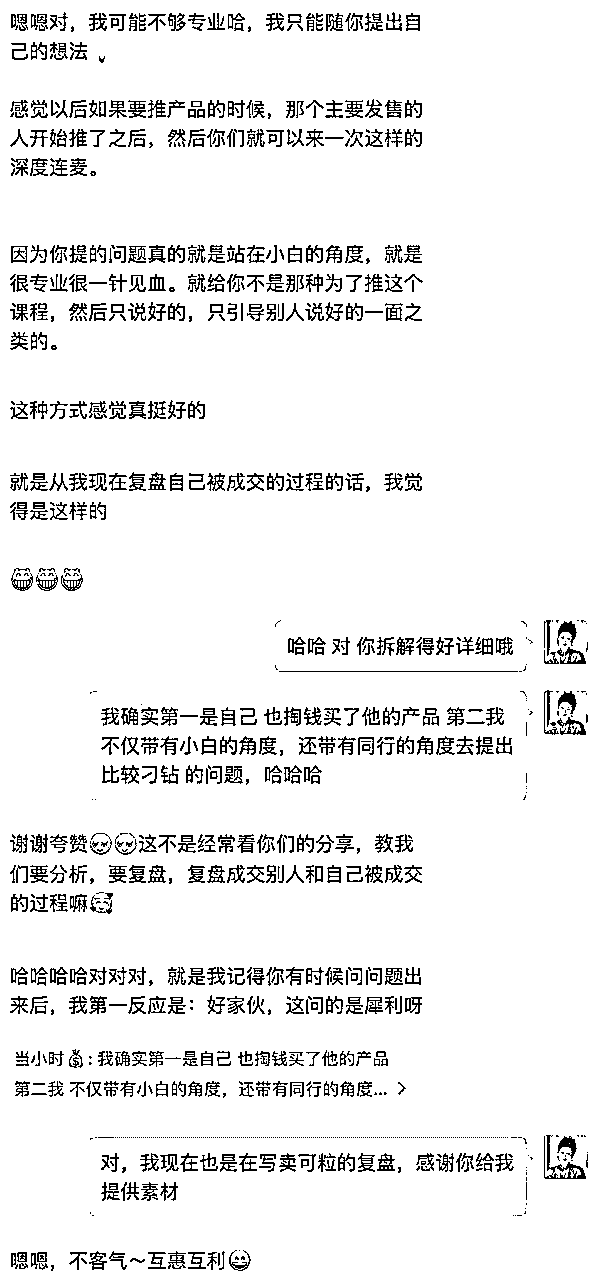 嗯嗯对，我可能不够专业哈，我只能随你提出自
己的想法
感觉以后如果要推产品的时候，那个主要发售的
人开始推了之后，然后你们就可以来一次这样的
深度连麦。
因为你提的问题真的就是站在小白的角度，就是
很专业很一针见血。就给你不是那种为了推这个
课程，然后只说好的，只引导别人说好的一面之
类的。
这种方式感觉真挺好的
就是从我现在复盘自己被成交的过程的话，我觉
得是这样的
😁😁😁
哈哈 对 你拆解得好详细哦
我确实第一是自己 也掏钱买了他的产品 第二我
不仅带有小白的角度，还带有同行的角度去提出
比较刁钻 的问题，哈哈哈
谢谢夸赞😍😍这不是经常看你们的分享，教我
们要分析，要复盘，复盘成交别人和自己被成交
的过程嘛🥰
哈哈哈哈对对对，就是我记得你有时候问问题出
来后，我第一反应是：好家伙，这问的是犀利呀
当小时💰: 我确实第一是自己 也掏钱买了他的产品
第二我 不仅带有小白的角度，还带有同行的角度... >
对，我现在也是在写卖可粒的复盘，感谢你给我
提供素材
嗯嗯，不客气～互惠互利😄